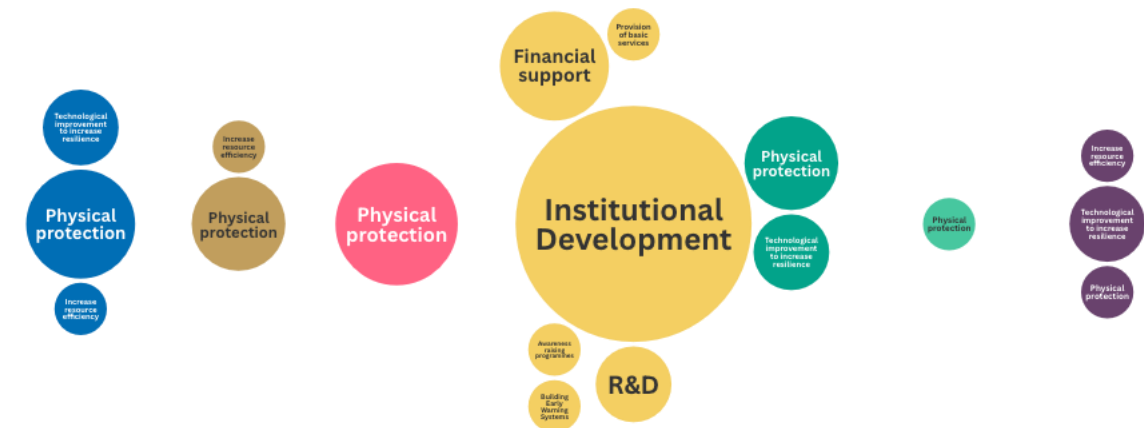 Technological
improvement
to increase
resilience
Physical
protection
Increase
resource
efficiency
Increase
resource
efficiency
Physical
protection
Physical
protection
Financial
support
Provision
of basic
services
Institutional
Development
Awareness
raising
programmes
Building
Early
Warning
Systems
R&D
Physical
protection
Technological
improvement
to increase
resilience
Physical
protection
Increase
resource
efficiency
Technological
improvement
to increase
resilience
Physical
protection